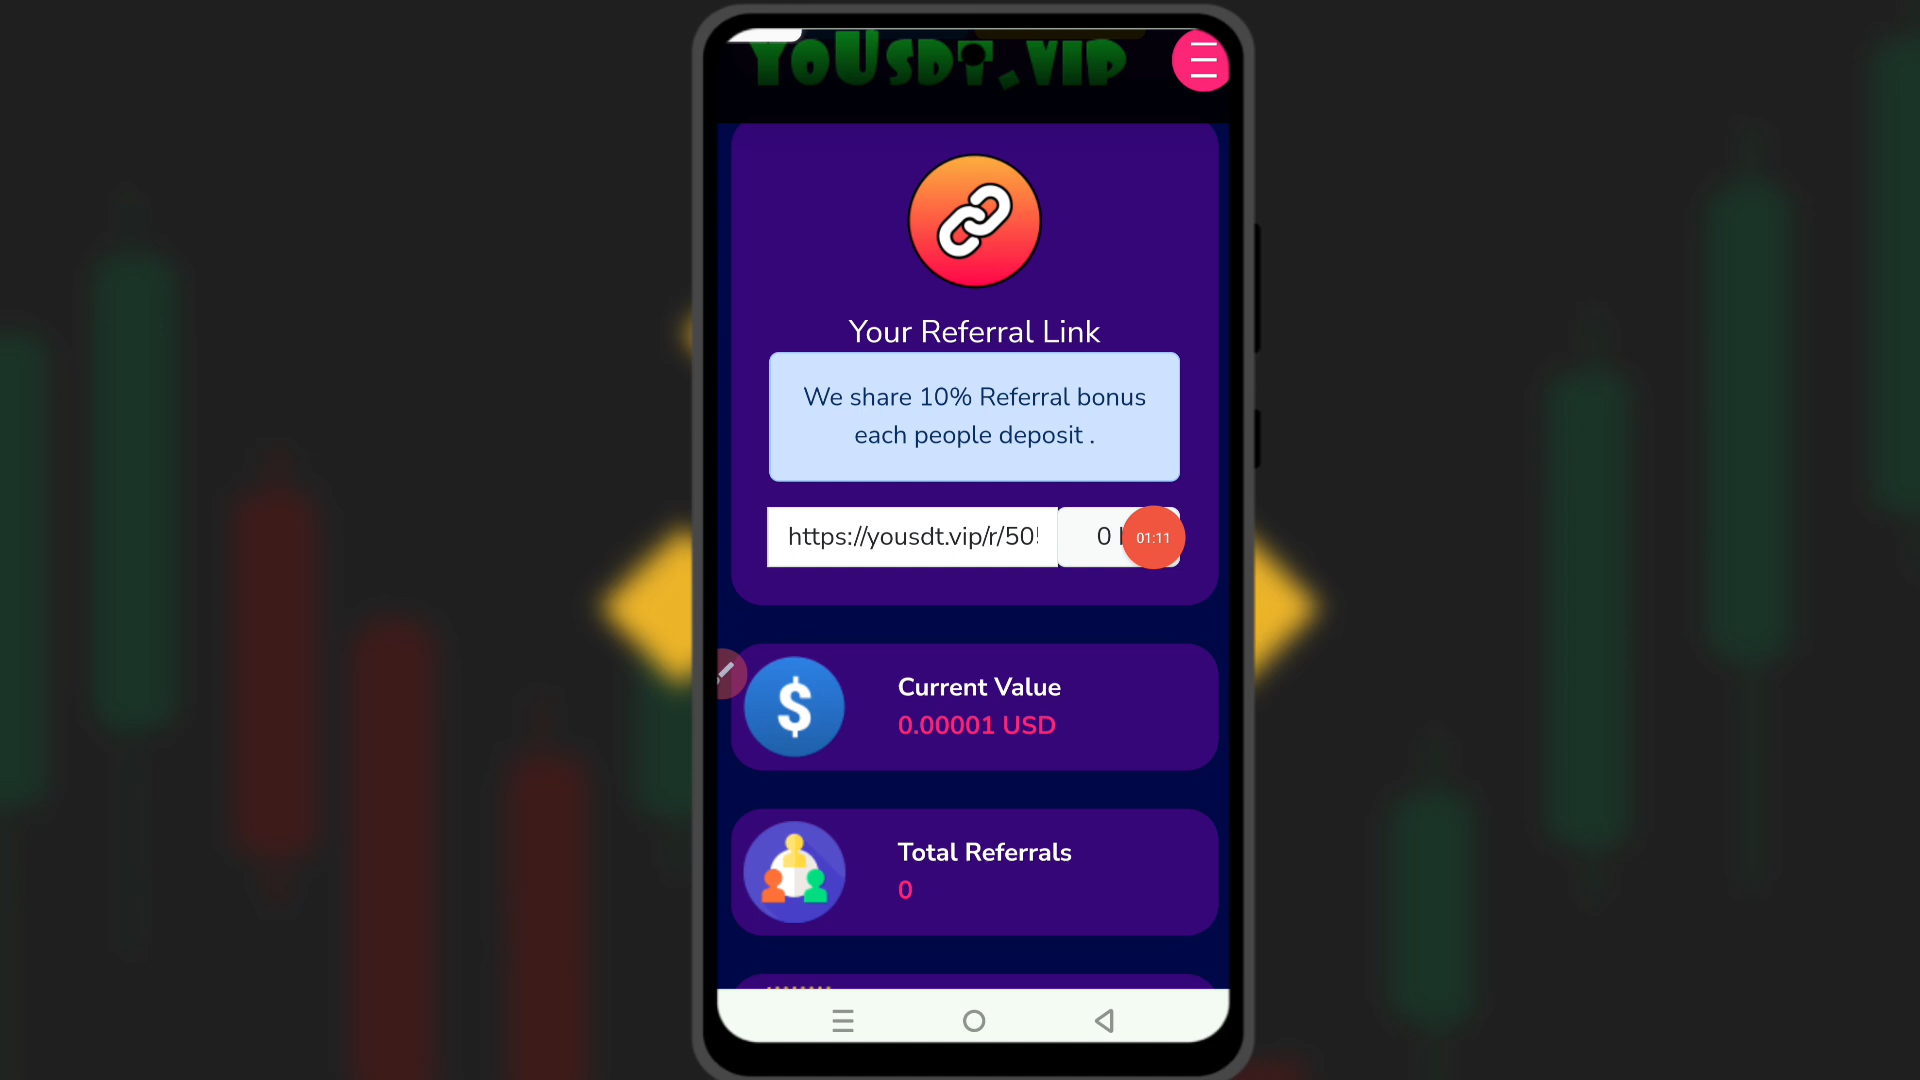 YoUsdt.vip
Your Referral Link
We share 10% Referral bonus
each people deposit .
https://yousdt.vip/r/50
0
01:11
Current Value
0.00001 USD
Total Referrals
0